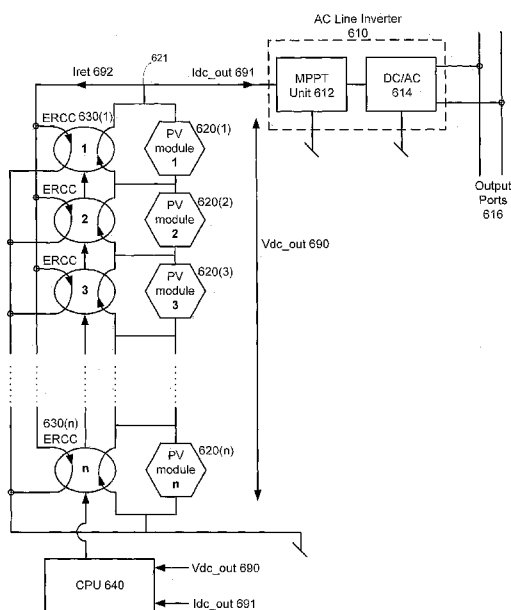 AC Line Inverter
610
621
Iret 692
Idc_out 691
MPPT
Unit 612
DC/AC
614
ERCC 630(1)
1
PV
module
1
620(1)
ERCC
2
PV
module
2
620(2)
ERCC
3
PV
module
3
620(3)
Vdc_out 690
Output
Ports
616
630(n)
ERCC
n
PV
module
n
620(n)
CPU 640
Vdc_out 690
Idc_out 691